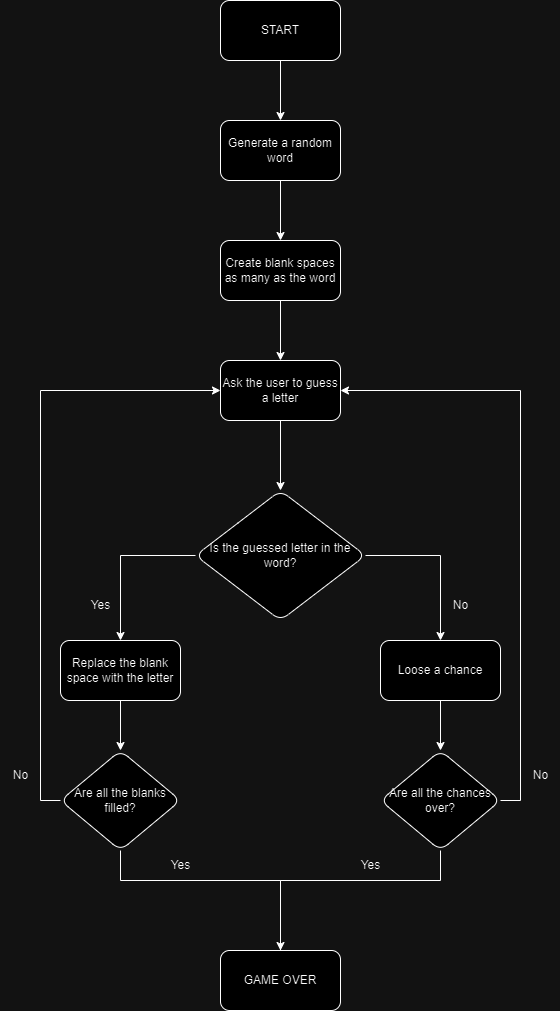 START
Generate a random
word
Create blank spaces
as many as the word
Ask the user to guess
a letter
Is the guessed letter in the
word?
Yes
No
Replace the blank
space with the letter
Loose a chance
No
Are all the blanks
filled?
Are all the chances
over?
No
Yes
Yes
GAME OVER